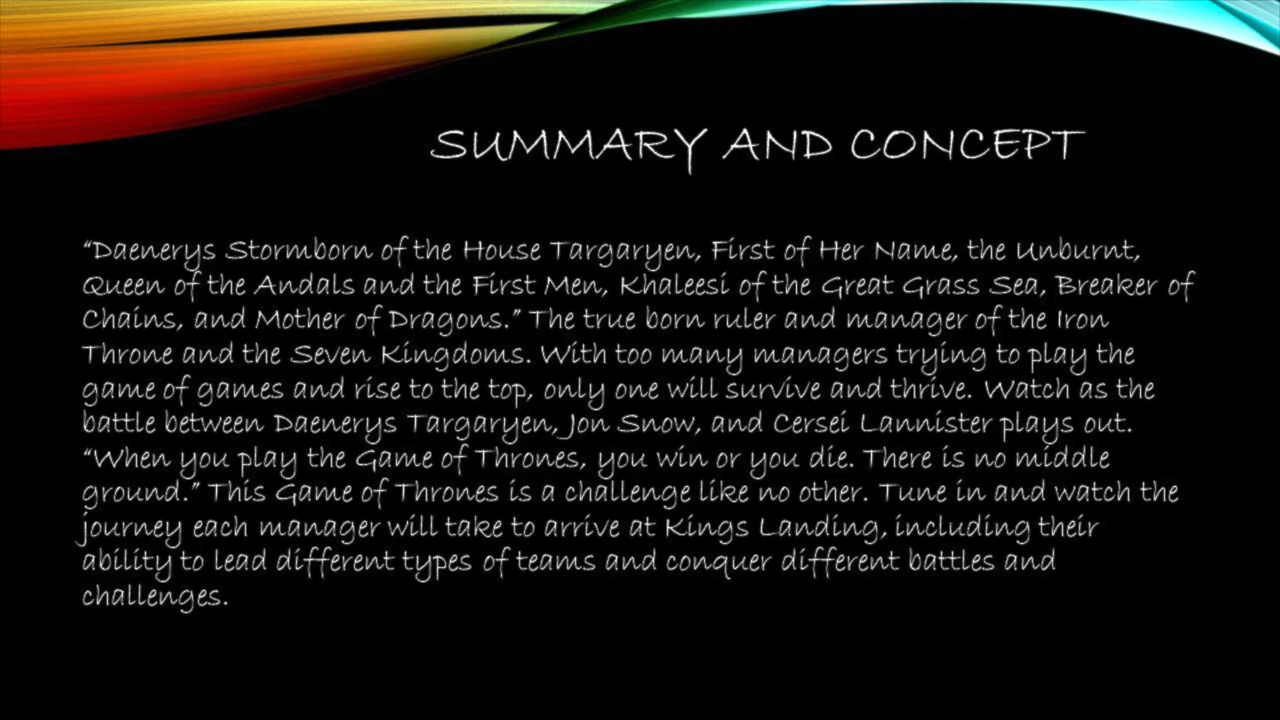 SUMMARY AND CONCEPT
“Daenerys Stormborn of the House Targaryen, First of Her Name, the Unburnt,
Queen of the Andals and the First Men, Khaleesi of the Great Grass Sea, Breaker of
Chains, and Mother of Dragons.” The true born ruler and manager of the Iron
Throne and the Seven Kingdoms. With too many managers trying to play the
game of games and rise to the top, only one will survive and thrive. Watch as the
battle between Daenerys Targaryen, Jon Snow, and Cersei Lannister plays out.
“When you play the Game of Thrones, you win or you die. There is no middle
ground.” This Game of Thrones is a challenge like no other. Tune in and watch the
journey each manager will take to arrive at Kings Landing, including their
ability to lead different types of teams and conquer different battles and
challenges.